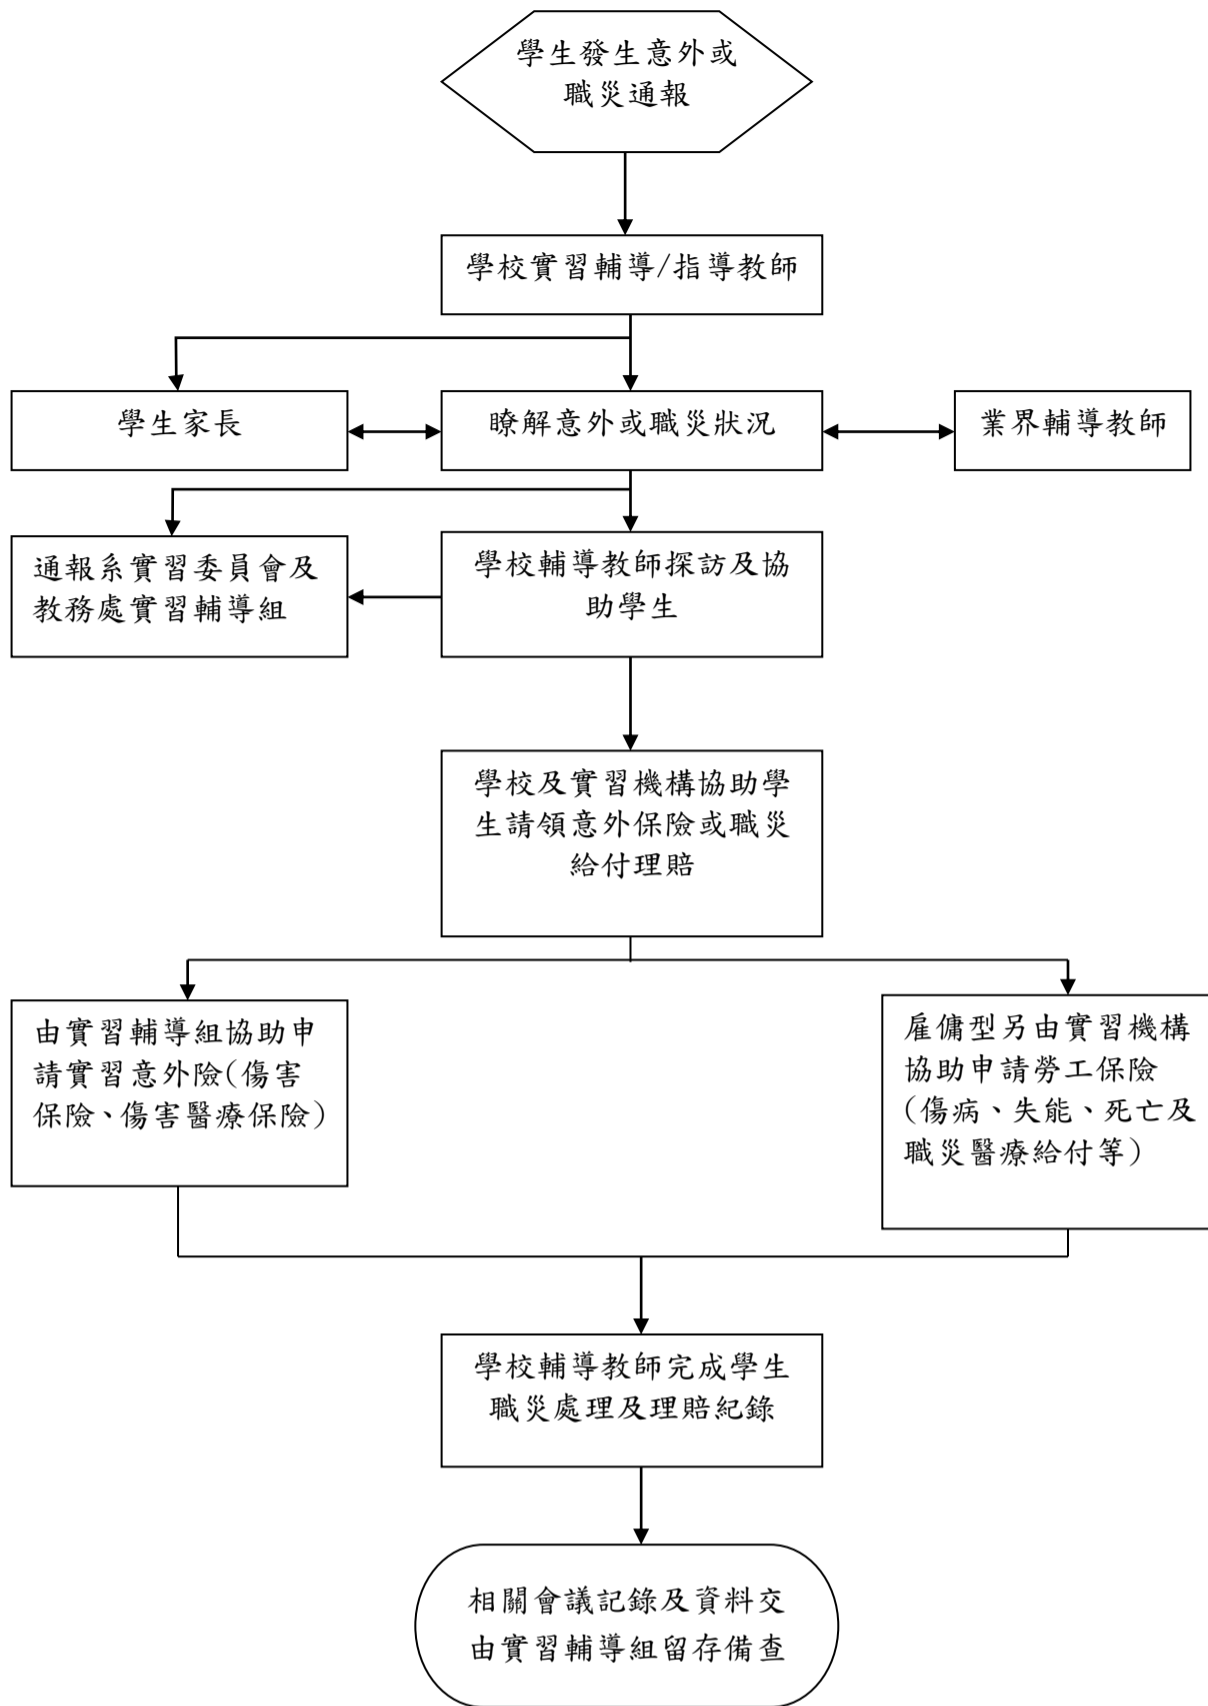 學生發生意外或
職災通報
學校實習輔導/指導教師
學生家長
瞭解意外或職災狀況
業界輔導教師
通報系實習委員會及
教務處實習輔導組
學校輔導教師探訪及協
助學生
學校及實習機構協助學
生請領意外保險或職災
給付理賠
由實習輔導組協助申
請實習意外險(傷害
保險、傷害醫療保險)
雇傭型另由實習機構
協助申請勞工保險
(傷病、失能、死亡及
職災醫療給付等)
學校輔導教師完成學生
職災處理及理賠紀錄
相關會議記錄及資料交
由實習輔導組留存備查